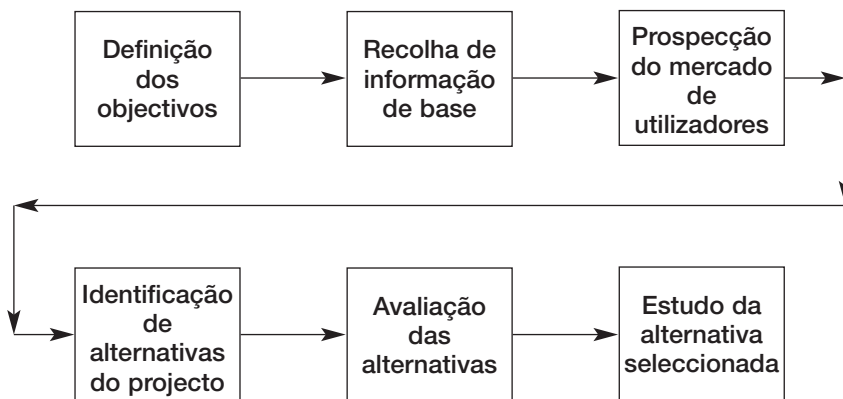 Definição
dos
objectivos
Recolha de
informação
de base
Prospecção
do mercado
de
utilizadores
Identificação
de
alternativas
do projecto
Avaliação
das
alternativas
Estudo da
alternativa
seleccionada